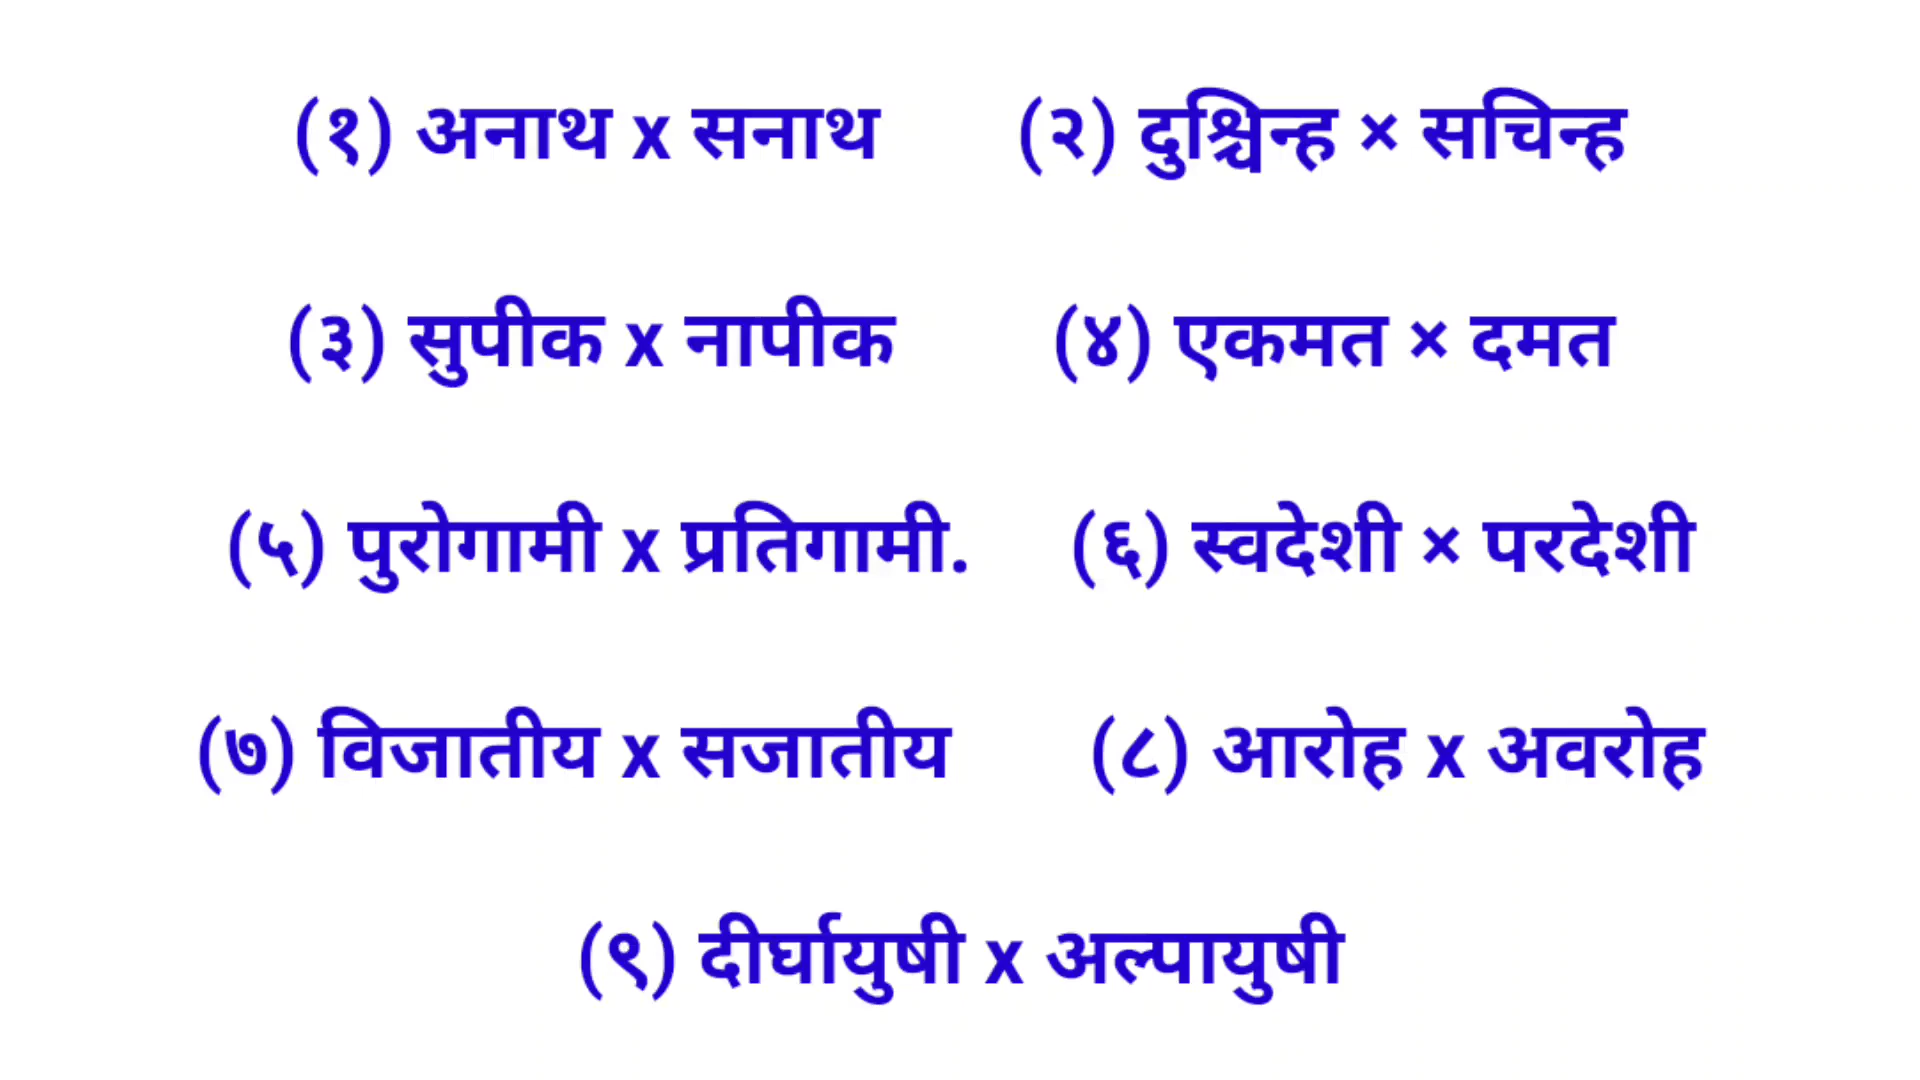 (१) अनाथ x सनाथ (२) दुश्चिन्ह × सचिन्ह
(३) सुपीक x नापीक (४) एकमत × दमत
(५) पुरोगामी x प्रतिगामी. (६) स्वदेशी × परदेशी
(७) विजातीय x सजातीय (८) आरोह x अवरोह
(९) दीर्घायुषी x अल्पायुषी